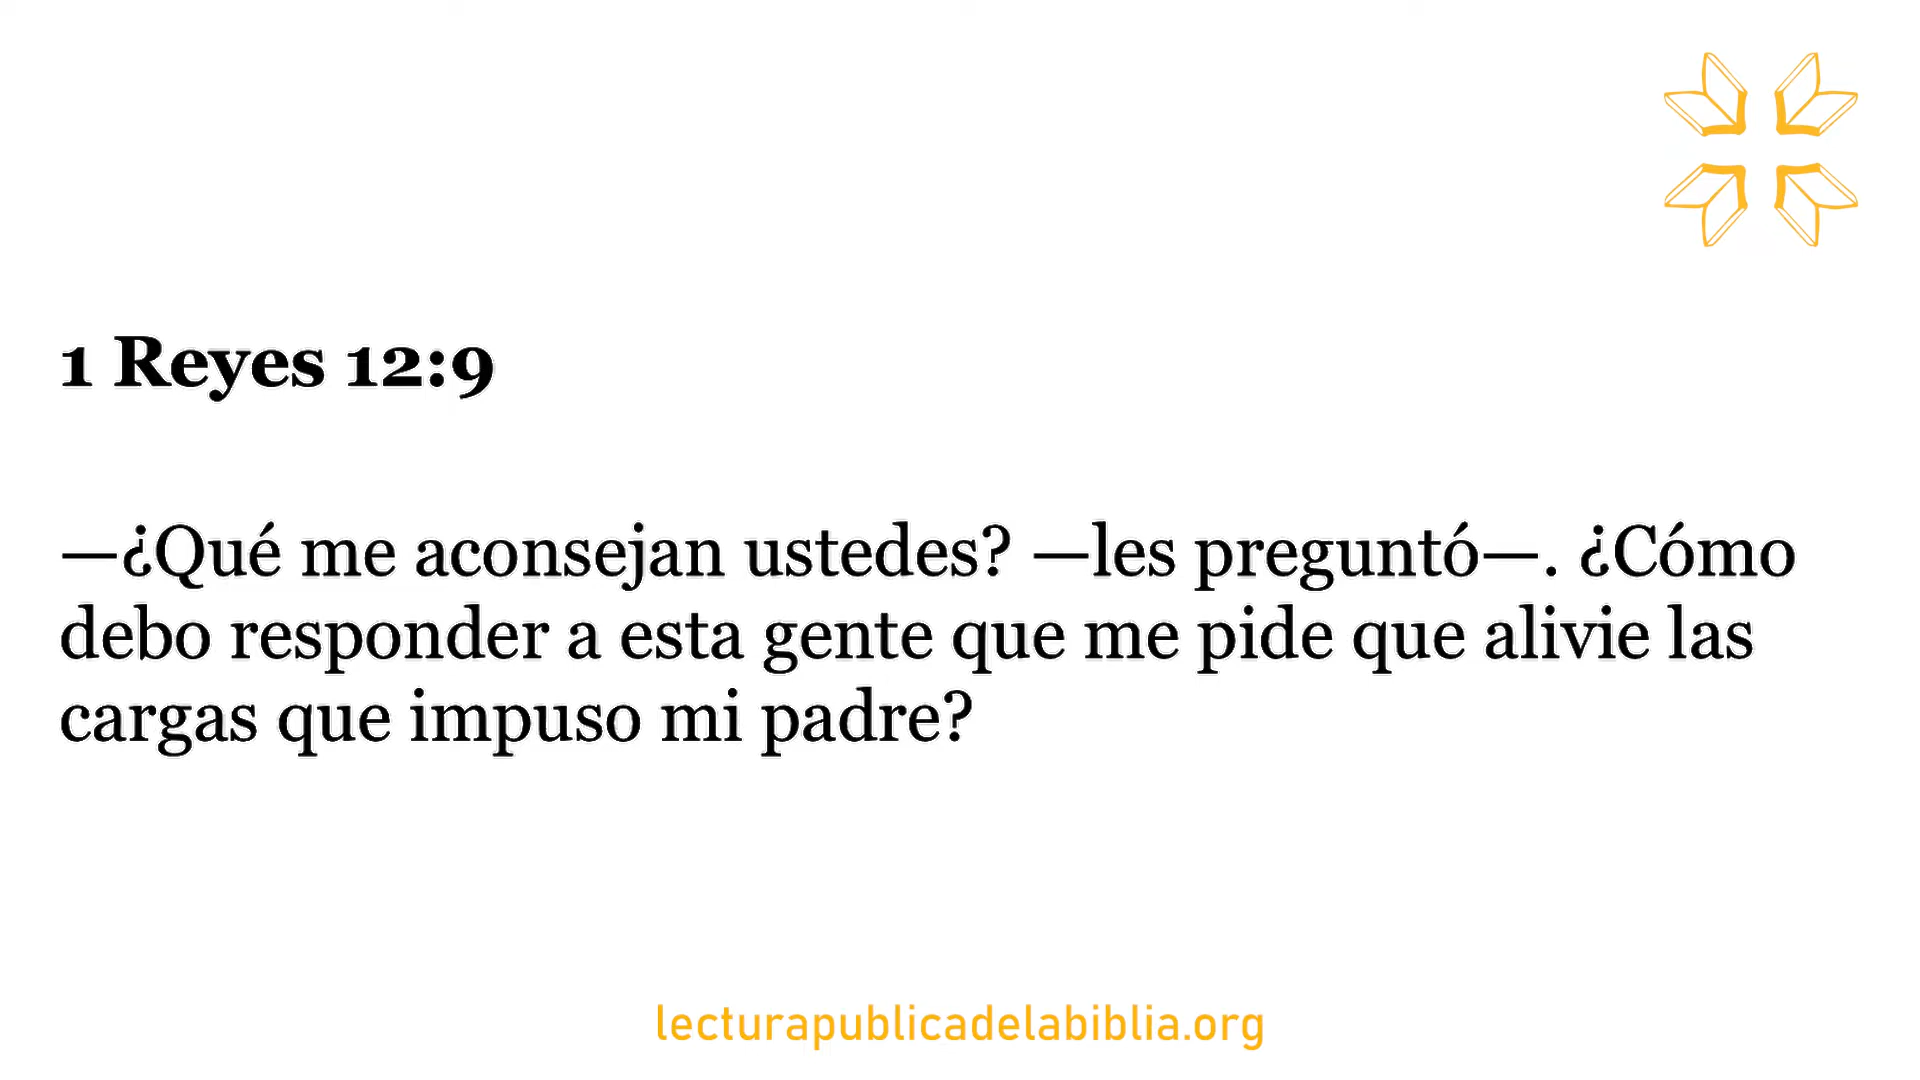 1 Reyes 12:9
—¿Qué me aconsejan ustedes? —les preguntó—. ¿Cómo
debo responder a esta gente que me pide que alivie las
cargas que impuso mi padre?
lecturapublicadelabiblia.org